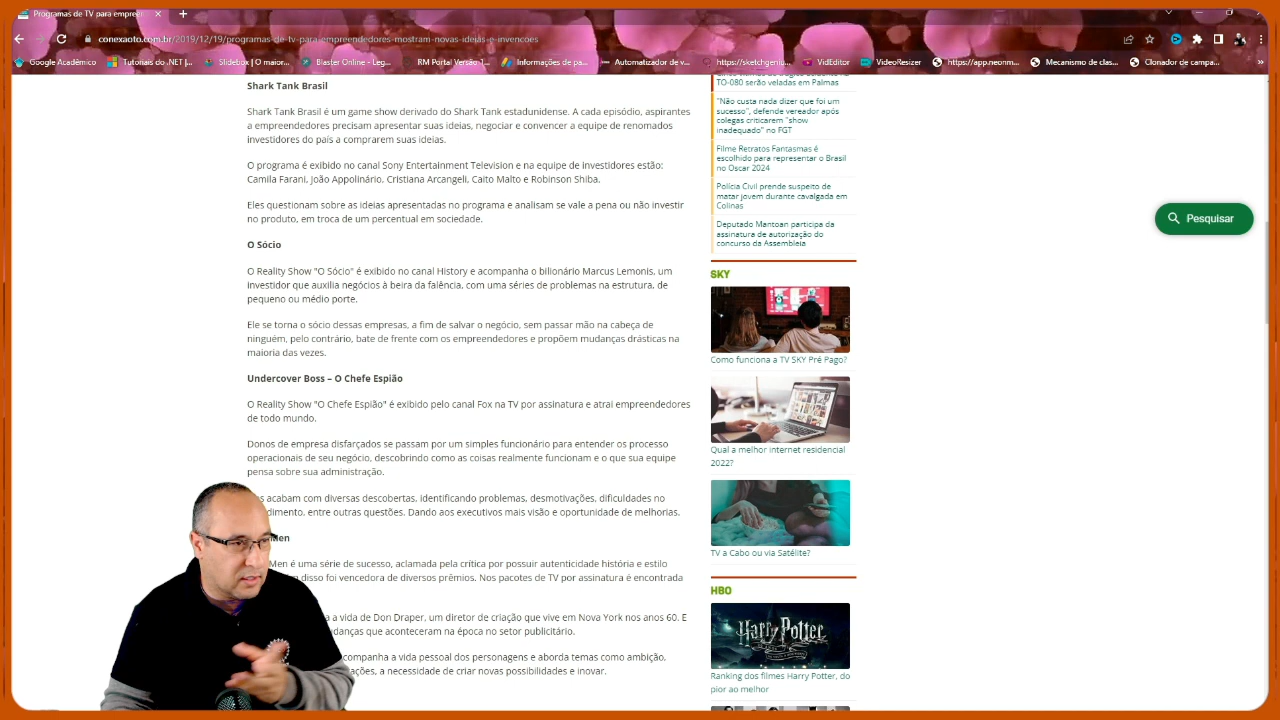 Programas de TV para empree
conexaoto.com.br/2019/12/19/programas-de-tv-para-empreendedores-mostram-novas-ideias-e-invencoes
Google Acadêmico
Tutoriais do .NET |...
Slidebox | O maior...
Blaster Online - Leg...
RM Portal Versão 1...
Informações de pa...
Automatizador de v...
https://sketchgeniu...
VidEditor
VideoResizer
https://app.neonm...
Mecanismo de clas...
Clonador de campa...
Shark Tank Brasil
Shark Tank Brasil é um game show derivado do Shark Tank estadunidense. A cada episódio, aspirantes
a empreendedores precisam apresentar suas ideias, negociar e convencer a equipe de renomados
investidores do país a comprarem suas ideias.
O programa é exibido no canal Sony Entertainment Television e na equipe de investidores estão:
Camila Farani, João Appolinário, Cristiana Arcangeli, Caito Malto e Robinson Shiba.
Eles questionam sobre as ideias apresentadas no programa e analisam se vale a pena ou não investir
no produto, em troca de um percentual em sociedade.
O Sócio
O Reality Show "O Sócio" é exibido no canal History e acompanha o bilionário Marcus Lemonis, um
investidor que auxilia negócios à beira da falência, com uma séries de problemas na estrutura, de
pequeno ou médio porte.
Ele se torna o sócio dessas empresas, a fim de salvar o negócio, sem passar mão na cabeça de
ninguém, pelo contrário, bate de frente com os empreendedores e propõem mudanças drásticas na
maioria das vezes.
Undercover Boss – O Chefe Espião
O Reality Show "O Chefe Espião" é exibido pelo canal Fox na TV por assinatura e atrai empreendedores
de todo mundo.
Donos de empresa disfarçados se passam por um simples funcionário para entender os processo
operacionais de seu negócio, descobrindo como as coisas realmente funcionam e o que sua equipe
pensa sobre sua administração.
acabam com diversas descobertas, identificando problemas, desmotivações, dificuldades no
dimento, entre outras questões. Dando aos executivos mais visão e oportunidade de melhorias.
Men
Men é uma série de sucesso, aclamada pela crítica por possuir autenticidade história e estilo
disso foi vencedora de diversos prêmios. Nos pacotes de TV por assinatura é encontrada
a a vida de Don Draper, um diretor de criação que vive em Nova York nos anos 60. E
danças que aconteceram na época no setor publicitário.
companha a vida pessoal dos personagens e aborda temas como ambição.
ações, a necessidade de criar novas possibilidades e inovar.
TO-080 serão veladas em Palmas
"Não custa nada dizer que foi um
sucesso", defende vereador após
colegas criticarem "show
inadequado" no FGT
Filme Retratos Fantasmas é
escolhido para representar o Brasil
no Oscar 2024
Polícia Civil prende suspeito de
matar jovem durante cavalgada em
Colinas
Deputado Mantoan participa da
assinatura de autorização do
concurso da Assembleia
SKY
Como funciona a TV SKY Pré Pago?
Qual a melhor internet residencial
2022?
TV a Cabo ou via Satélite?
HBO
Harry Potter
Ranking dos filmes Harry Potter, do
pior ao melhor
Pesquisar